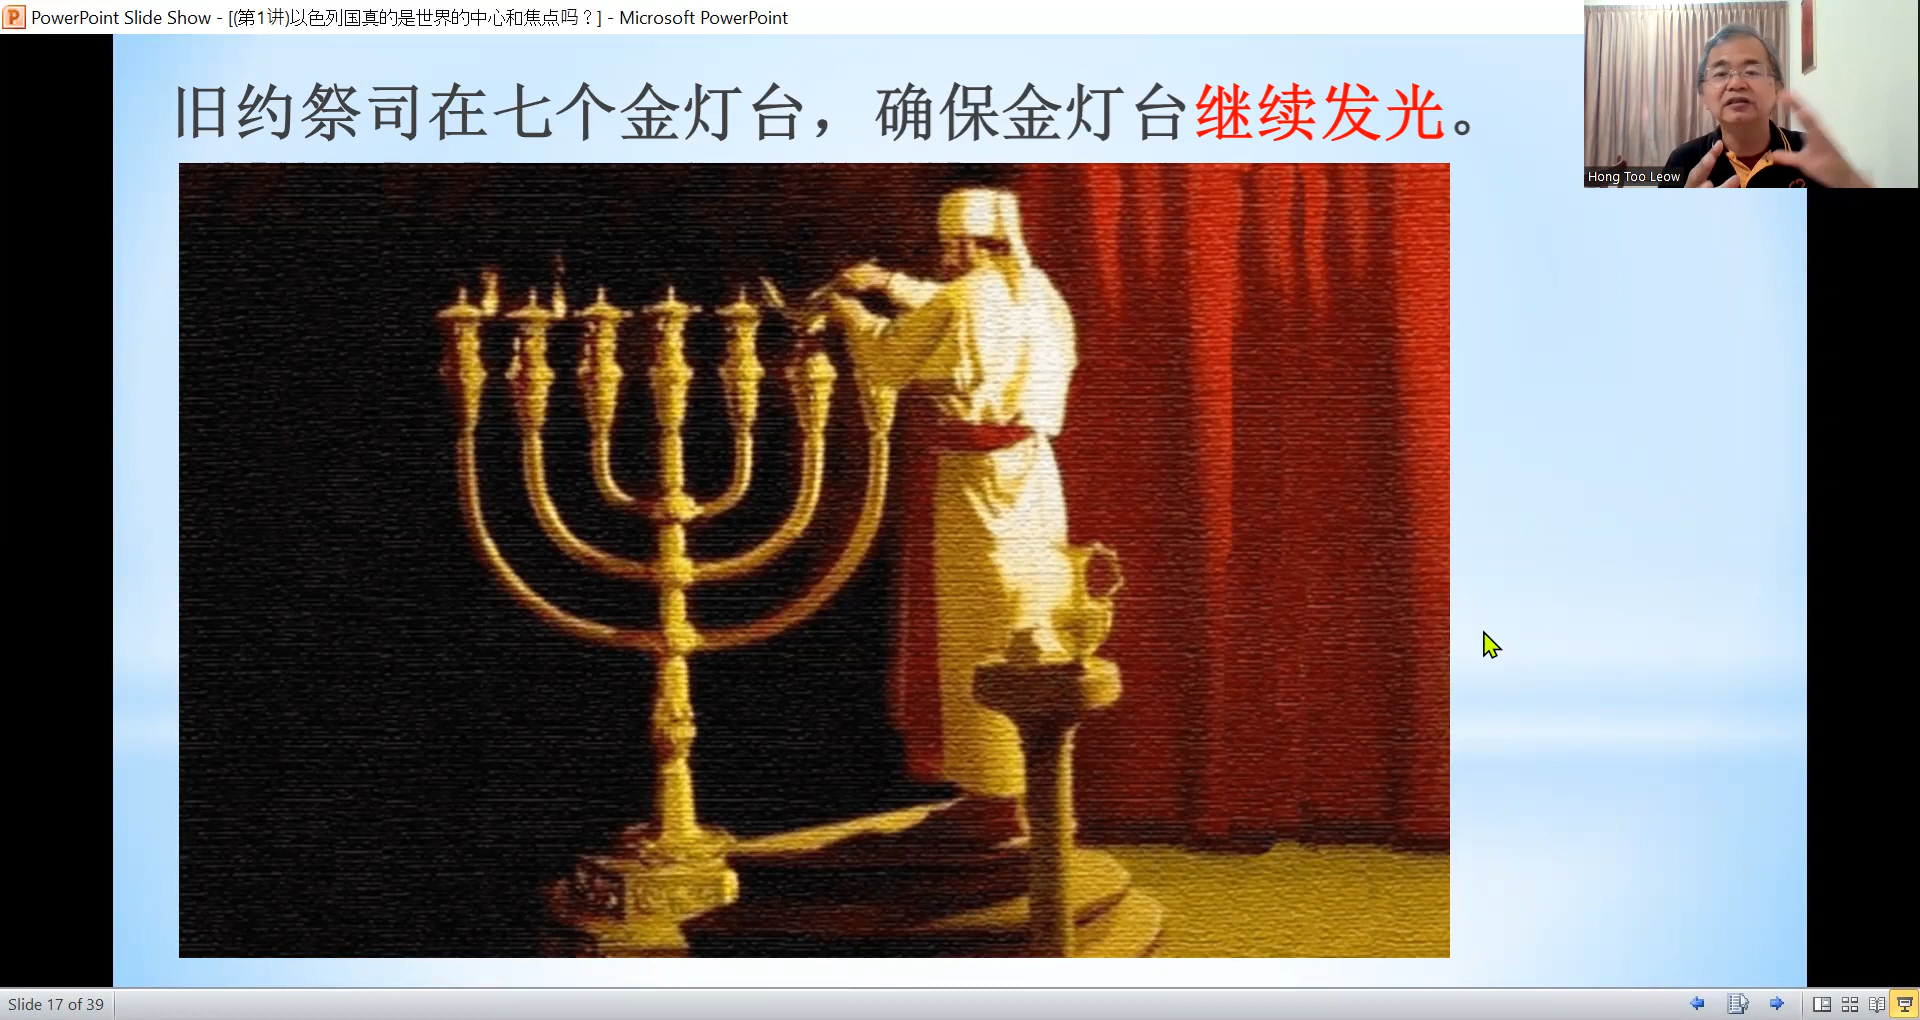 PowerPoint Slide Show - [(第1讲)以色列国真的是世界的中心和焦点吗？] - Microsoft PowerPoint
旧约祭司在七个金灯台，确保金灯台继续发光。
Hong Too Leow
Slide 17 of 39